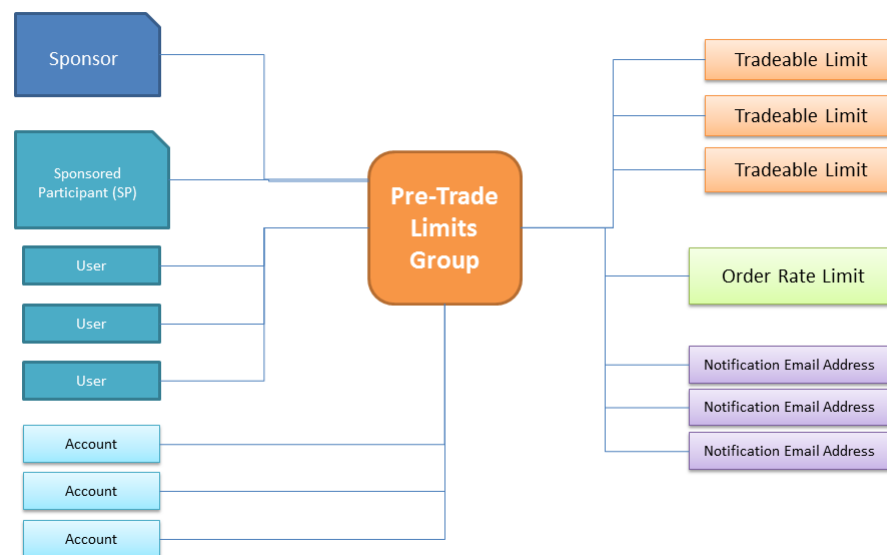 Sponsor
Sponsored
Participant (SP)
User
User
User
Account
Account
Account
Pre-Trade
Limits
Group
Tradeable Limit
Tradeable Limit
Tradeable Limit
Order Rate Limit
Notification Email Address
Notification Email Address
Notification Email Address